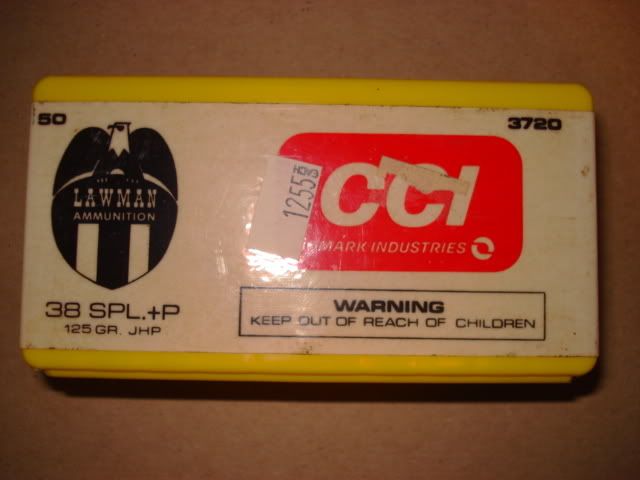 50
3720
LAWMAN
AMMUNITION
38 SPL.+P
125 GR. JHP
12558
CCI
MARK INDUSTRIES
WARNING
KEEP OUT OF REACH OF CHILDREN